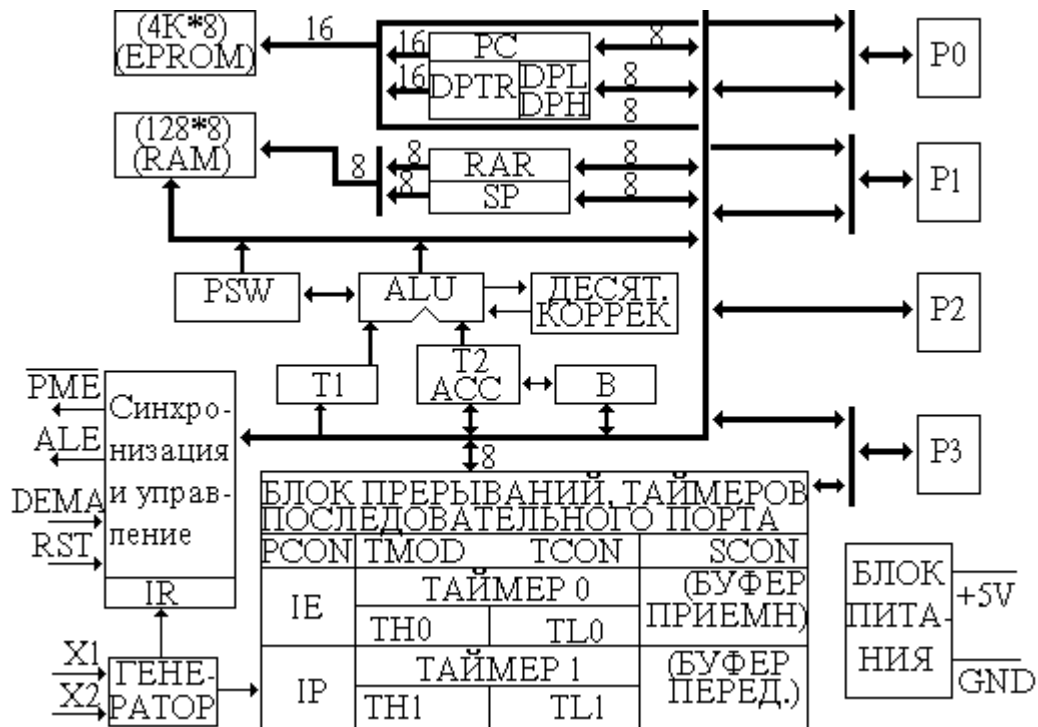 (4K*8)
(EPROM)
16
16
PC
8
16
DPTR
DPL
DPH
8
8
P0
(128*8)
(RAM)
8
8
8
RAR
SP
8
8
P1
PSW
ALU
ДЕСЯТ.
КОРРЕК
P2
T1
T2
ACC
B
PME
ALE
DEMA
RST
Синхро-
низация
и управ-
ление
IR
8
P3
БЛОК ПРЕРЫВАНИЙ, ТАЙМЕРОВ
ПОСЛЕДОВАТЕЛЬНОГО ПОРТА
PCON TMOD TCON SCON
IE
ТАЙМЕР 0
TH0 TL0
(БУФЕР
ПРИЕМН)
IP
ТАЙМЕР 1
TH1 TL1
(БУФЕР
ПЕРЕД.)
X1
X2
ГЕНЕ-
РАТОР
БЛОК
ПИТА-
НИЯ
+5V
GND